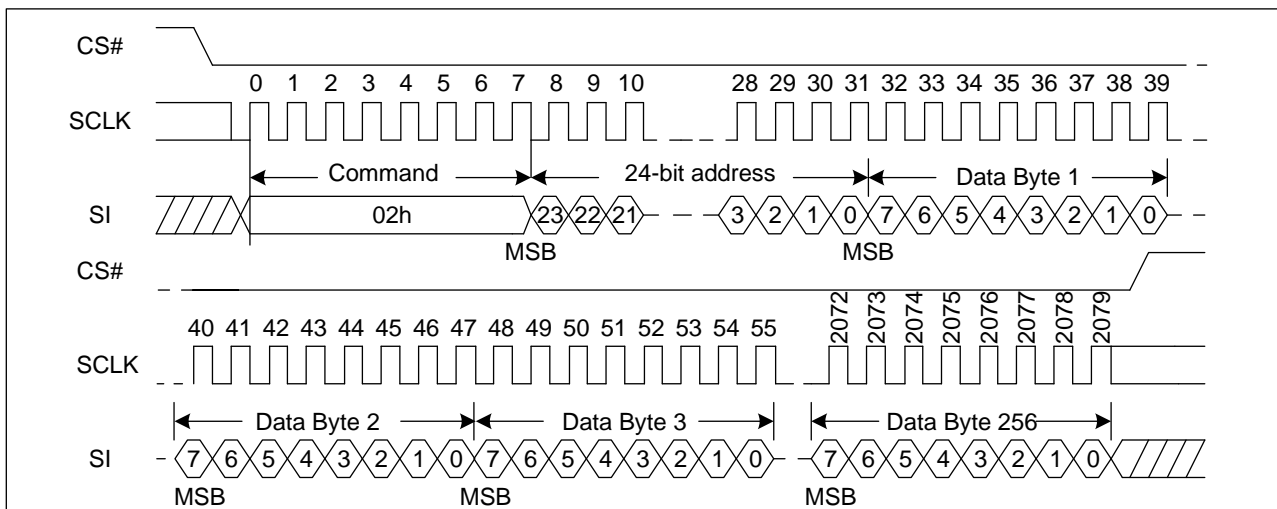 CS#
0 1 2 3 4 5 6 7 8 9 10 28 29 30 31 32 33 34 35 36 37 38 39
SCLK
Command 24-bit address Data Byte 1
SI 02h 23 22 21 3 2 1 0 7 6 5 4 3 2 1 0
MSB MSB
CS#
40 41 42 43 44 45 46 47 48 49 50 51 52 53 54 55 2072 2073 2074 2075 2076 2077 2078 2079
SCLK
Data Byte 2 Data Byte 3 Data Byte 256
SI 7 6 5 4 3 2 1 0 7 6 5 4 3 2 1 0 7 6 5 4 3 2 1 0
MSB MSB MSB